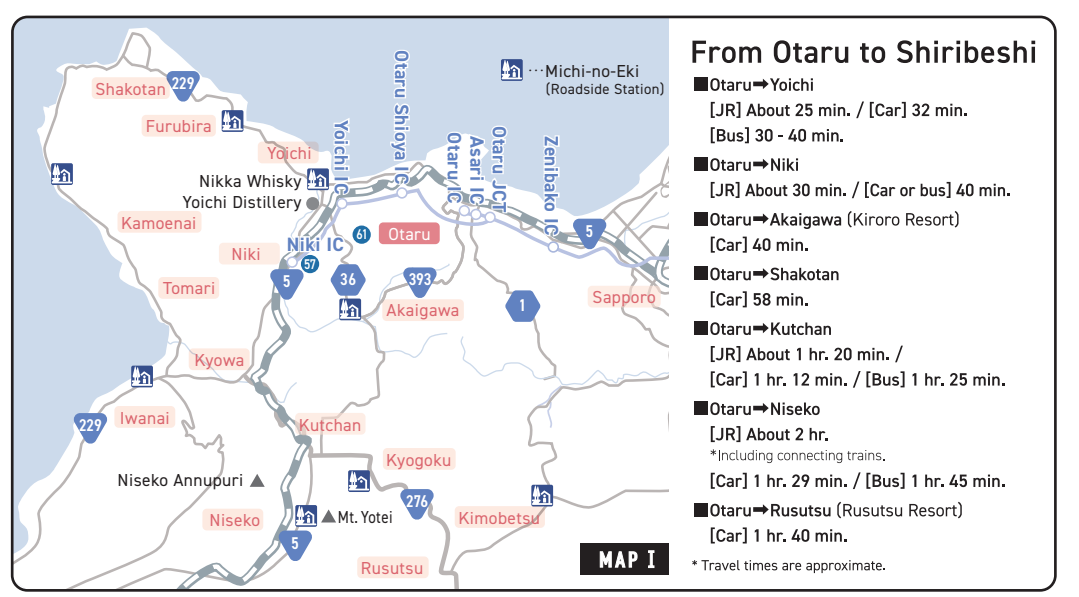 Shakotan
229
Furubira
Yoichi
Nikka Whisky
Yoichi Distillery
Kamoenai
Niki
Niki IC
57
61
Otaru
Yoichi IC
Otaru Shioya IC
Otaru IC
Asari IC
Otaru JCT
Zenibako IC
…Michi-no-Eki
(Roadside Station)
5
5
36
393
1
Tomari
Akaigawa
Sapporo
Kyowa
Iwanai
229
Kutchan
Kyogoku
Niseko Annupuri
276
Niseko
Mt. Yotei
Kimobetsu
5
Rusutsu
MAP I
From Otaru to Shiribeshi
■Otaru➡Yoichi
[JR] About 25 min. / [Car] 32 min.
[Bus] 30 - 40 min.
■Otaru➡Niki
[JR] About 30 min. / [Car or bus] 40 min.
■Otaru➡Akaigawa (Kiroro Resort)
[Car] 40 min.
■Otaru➡Shakotan
[Car] 58 min.
■Otaru➡Kutchan
[JR] About 1 hr. 20 min. /
[Car] 1 hr. 12 min. / [Bus] 1 hr. 25 min.
■Otaru➡Niseko
[JR] About 2 hr.
*Including connecting trains.
[Car] 1 hr. 29 min. / [Bus] 1 hr. 45 min.
■Otaru➡Rusutsu (Rusutsu Resort)
[Car] 1 hr. 40 min.
* Travel times are approximate.